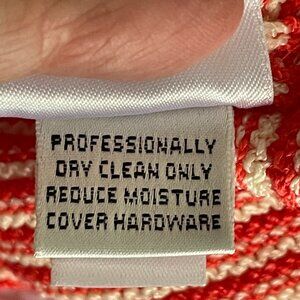 PROFESSIONALLY
DRY CLEAN ONLY
REDUCE MOISTURE
COVER HARDWARE